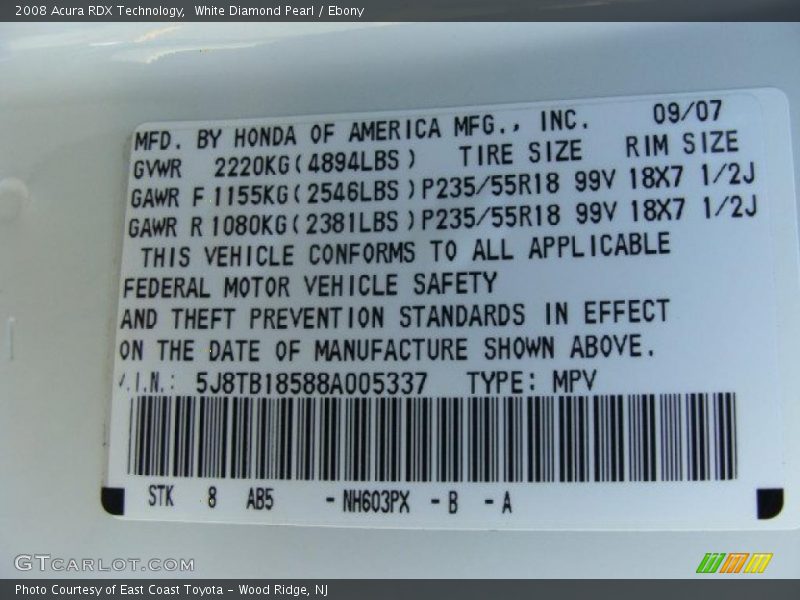 2008 Acura RDX Technology,  White Diamond Pearl / Ebony
MFD. BY HONDA OF AMERICA MFG., INC. 09/07
GVWR 2220KG(4894LBS) TIRE SIZE RIM SIZE
GAWR F 1155KG(2546LBS) P235/55R18 99V 18X7 1/2J
GAWR R 1080KG(2381LBS) P235/55R18 99V 18X7 1/2J
THIS VEHICLE CONFORMS TO ALL APPLICABLE
FEDERAL MOTOR VEHICLE SAFETY
AND THEFT PREVENTION STANDARDS IN EFFECT
ON THE DATE OF MANUFACTURE SHOWN ABOVE.
V.I.N.: 5J8TB18588A005337 TYPE: MPV
STK 8 AB5 -NH603PX -B -A
GTCARLOT.COM
Photo Courtesy of East Coast Toyota – Wood Ridge, NJ